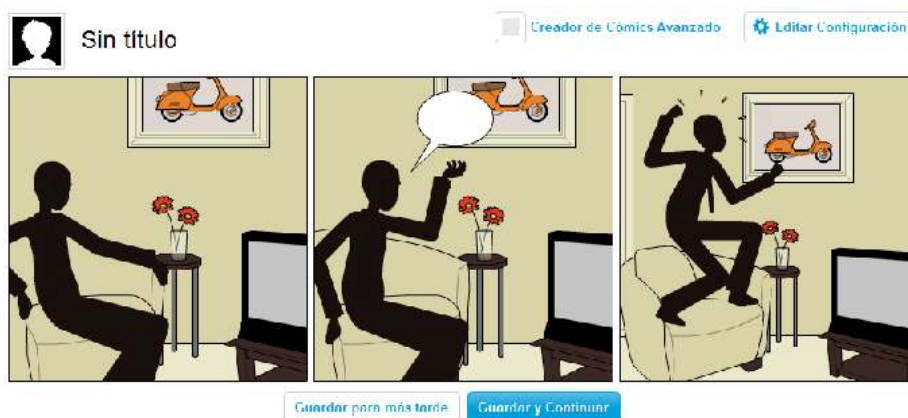 Sin título
Creador de Cómics Avanzado
Editar Configuración
Guardar para más tarde
Guardar y Continuar